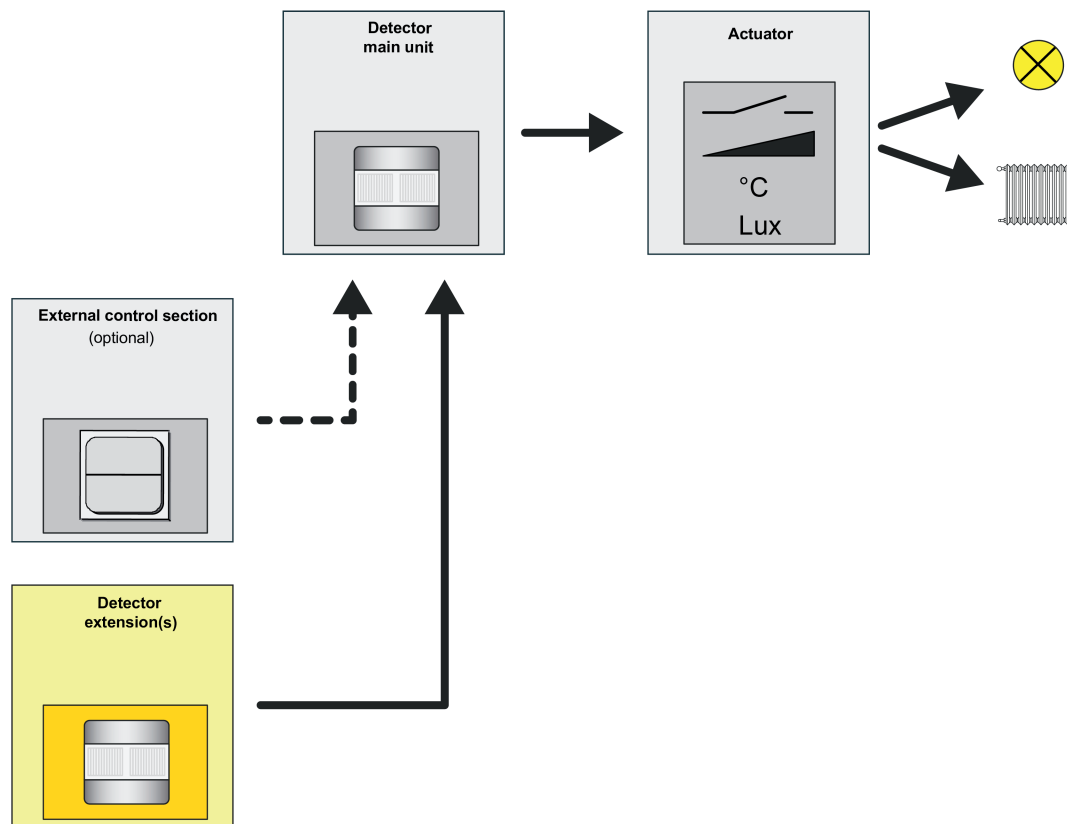 Detector
main unit
Actuator
°C
Lux
External control section
(optional)
Detector
extension(s)